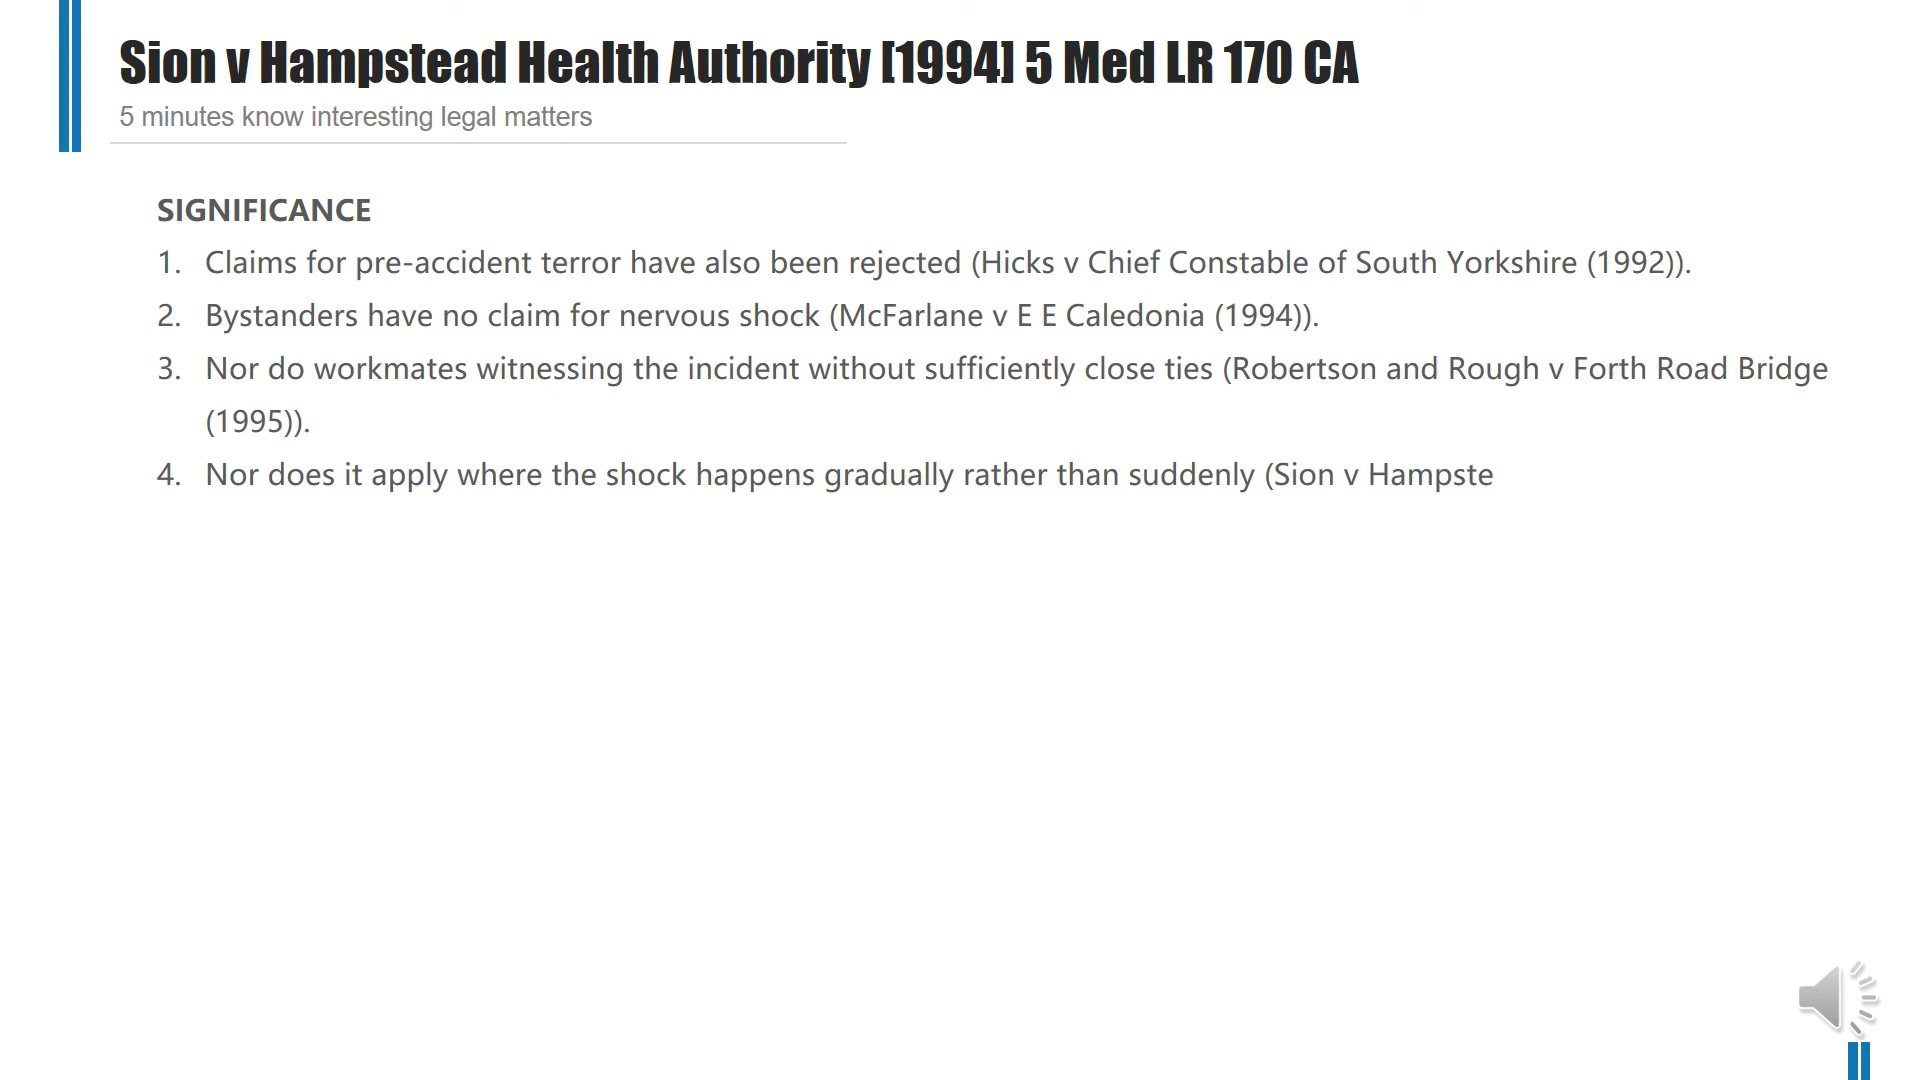 Sion v Hampstead Health Authority [1994] 5 Med LR 170 CA
5 minutes know interesting legal matters
SIGNIFICANCE
1. Claims for pre-accident terror have also been rejected (Hicks v Chief Constable of South Yorkshire (1992)).
2. Bystanders have no claim for nervous shock (McFarlane v E E Caledonia (1994)).
3. Nor do workmates witnessing the incident without sufficiently close ties (Robertson and Rough v Forth Road Bridge
(1995)).
4. Nor does it apply where the shock happens gradually rather than suddenly (Sion v Hampste